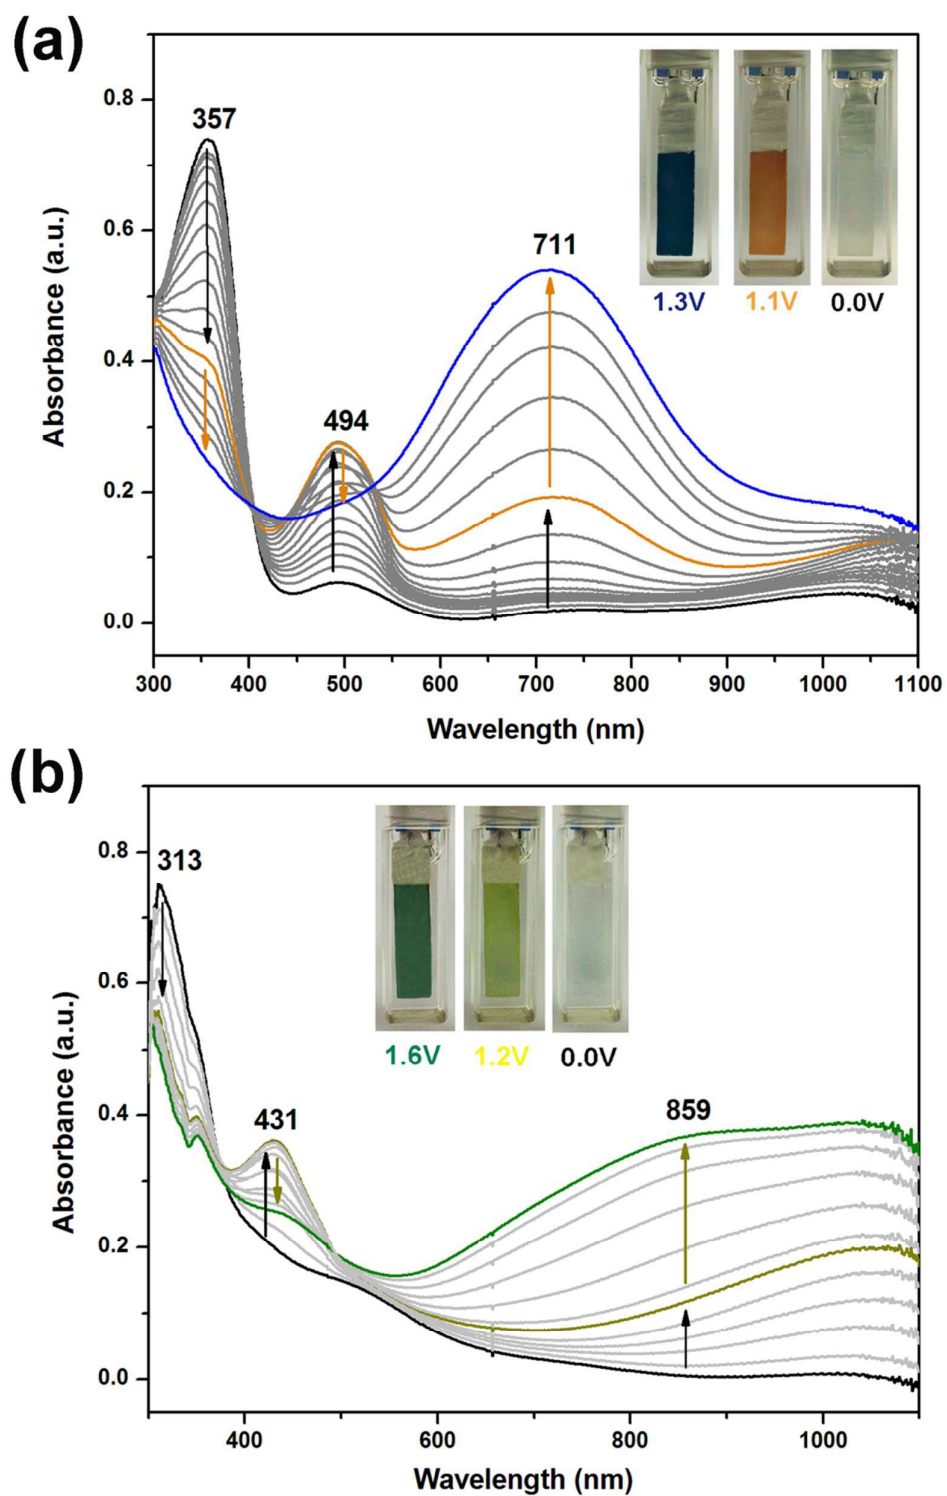 (a)
0.8
0.6
0.4
0.2
0.0
Absorbance (a.u.)
357
494
711
1.3V 1.1V 0.0V
300 400 500 600 700 800 900 1000 1100
Wavelength (nm)
(b)
0.8
0.6
0.4
0.2
0.0
Absorbance (a.u.)
313
431
859
1.6V 1.2V 0.0V
400 600 800 1000
Wavelength (nm)